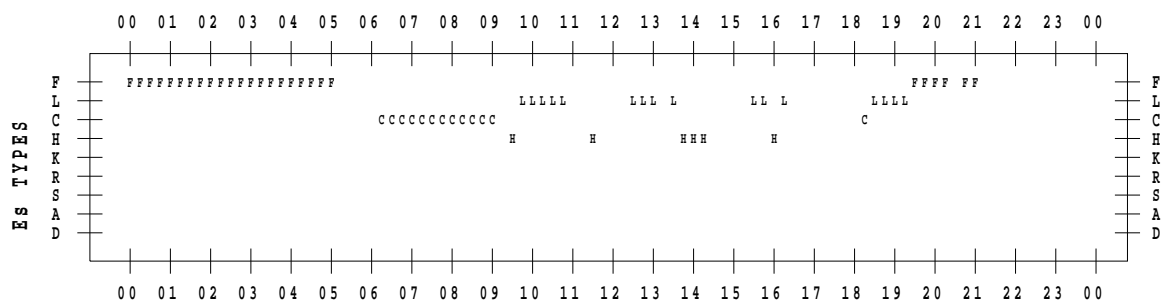 00 01 02 03 04 05 06 07 08 09 10 11 12 13 14 15 16 17 18 19 20 21 22 23 00
Es TYPES
F FFFFFFFFFFFFFFFFFFFFF FFFF FF F
L LLLLL LLL L LL L LLLL L
C CCCCCCCCCCCC C C
H H H HHH H H
K K
R R
S S
A A
D D
00 01 02 03 04 05 06 07 08 09 10 11 12 13 14 15 16 17 18 19 20 21 22 23 00